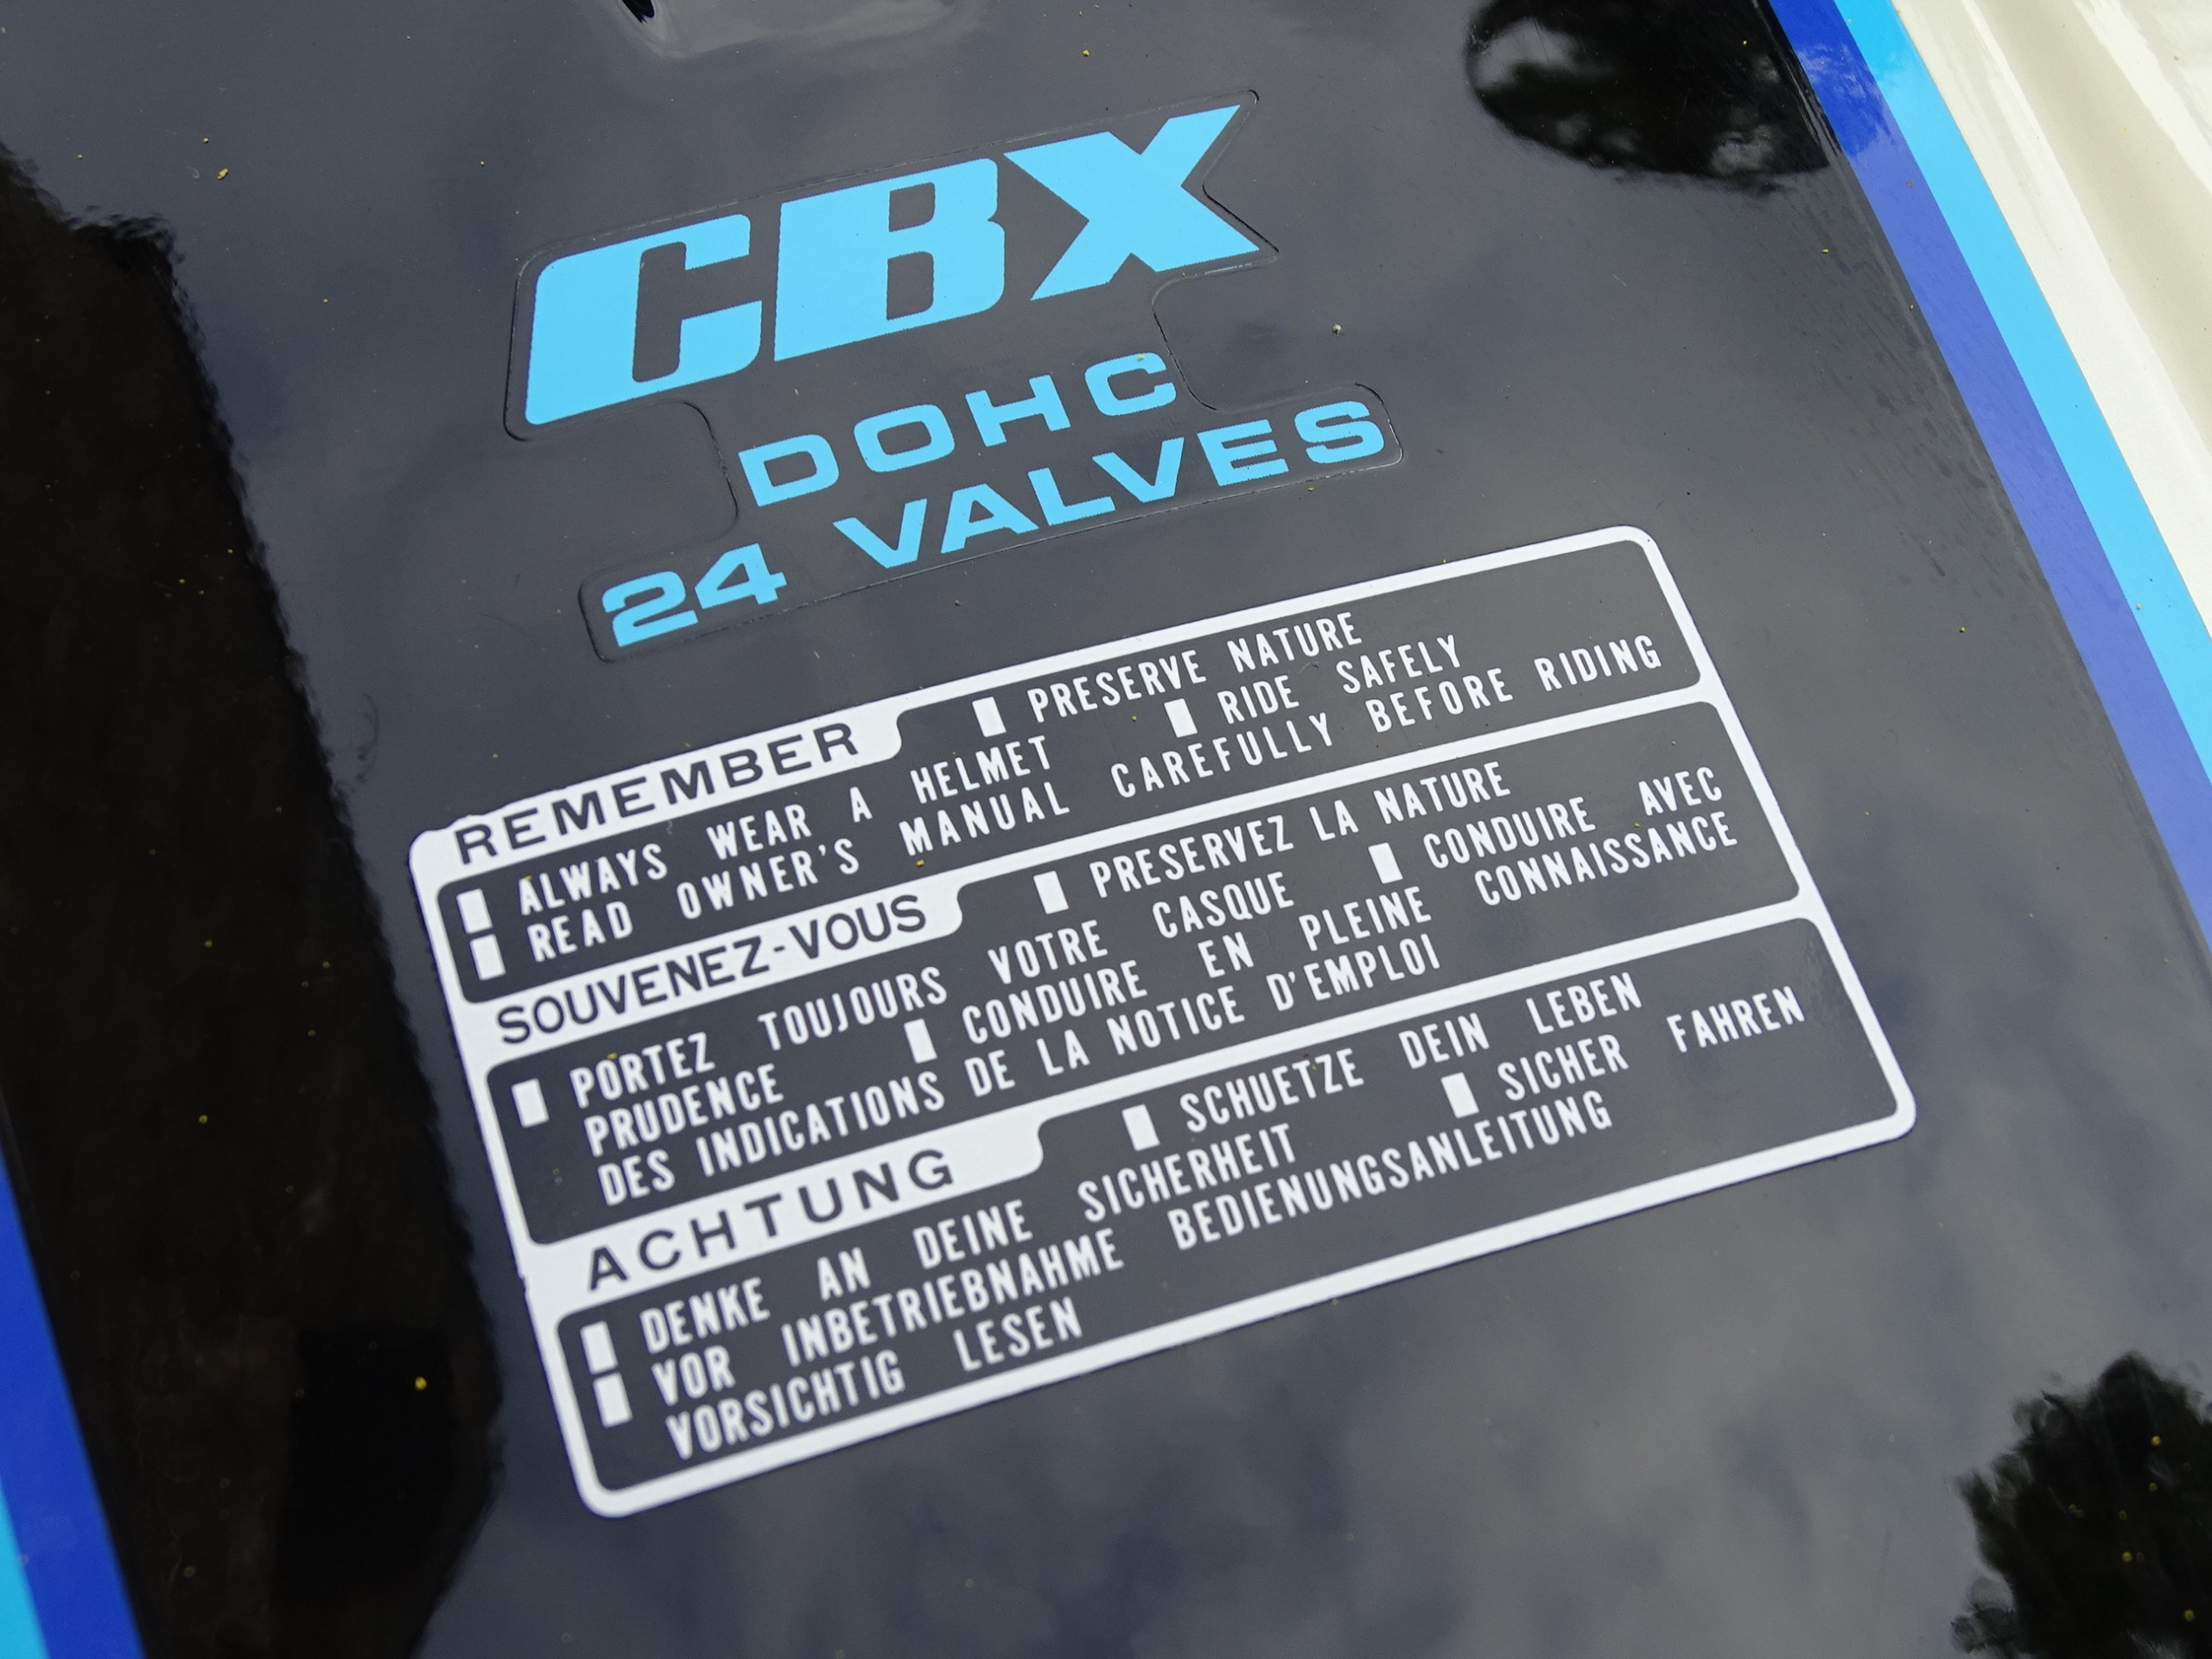 CBX
DOHC
24 VALVES
REMEMBER
PRESERVE NATURE
ALWAYS WEAR A HELMET RIDE SAFELY
READ OWNER'S MANUAL CAREFULLY BEFORE RIDING
SOUVENEZ-VOUS
PRESERVEZ LA NATURE
PORTEZ TOUJOURS VOTRE CASQUE CONDUIRE AVEC
PRUDENCE CONDUIRE EN PLEINE CONNAISSANCE
DES INDICATIONS DE LA NOTICE D'EMPLOI
ACHTUNG
SCHUETZE DEIN LEBEN
DENKE AN DEINE SICHERHEIT SICHER FAHREN
VOR INBETRIEBNAHME BEDIENUNGSANLEITUNG
VORSICHTIG LESEN